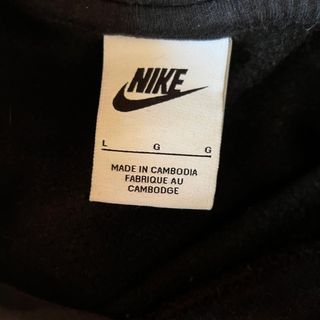 NIKE
L G G
MADE IN CAMBODIA
FABRIQUE AU
CAMBODGE